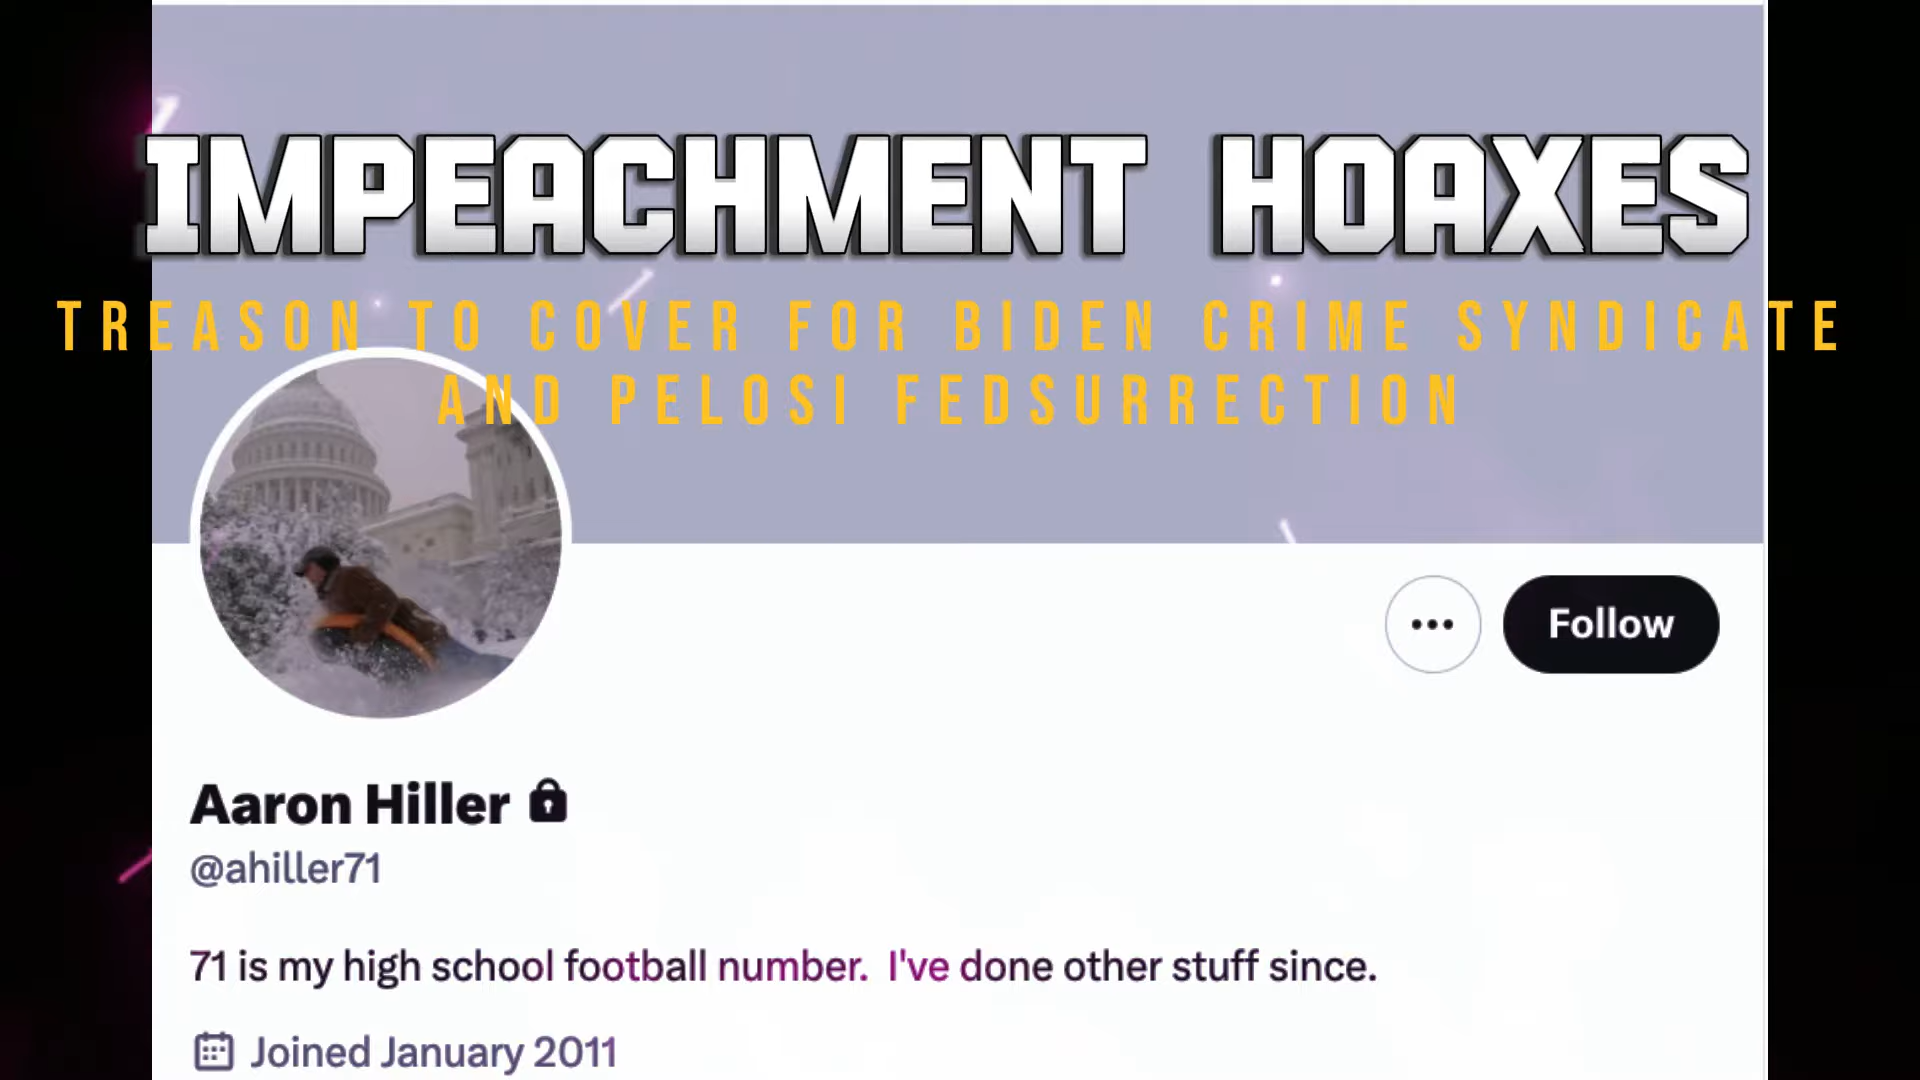 IMPEACHMENT HOAXES
TREASON TO COVER FOR BIDEN CRIME SYNDICATE
AND PELOSI FEDSURRECTION
Follow
Aaron Hiller
@ahiller71
71 is my high school football number. I've done other stuff since.
Joined January 2011